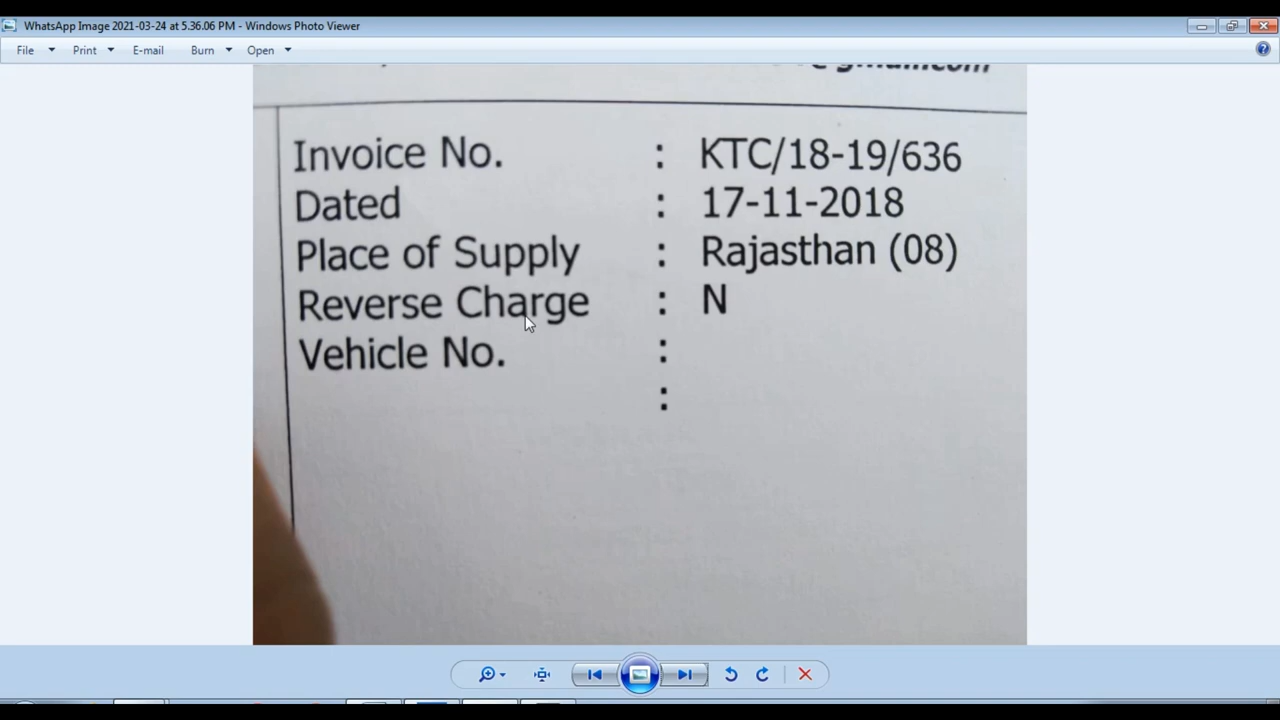 WhatsApp Image 2021-03-24 at 5.36.06 PM - Windows Photo Viewer
File Print E-mail Burn Open
Invoice No. : KTC/18-19/636
Dated : 17-11-2018
Place of Supply : Rajasthan (08)
Reverse Charge : N
Vehicle No. :
: